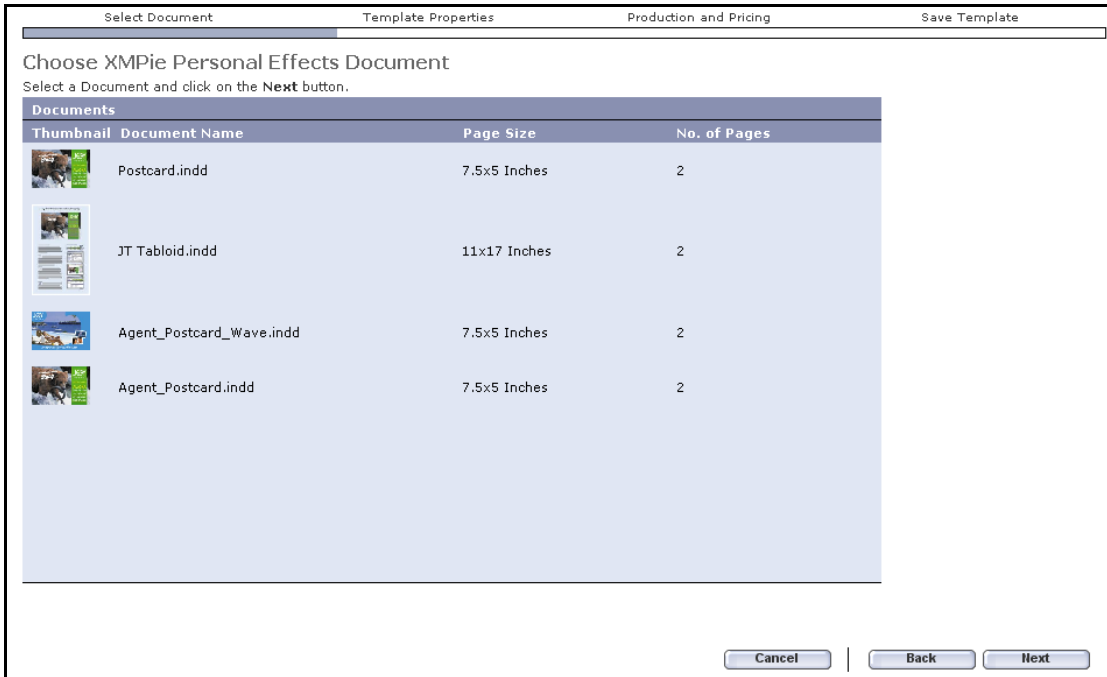 Select Document Template Properties Production and Pricing Save Template
Choose XMPie Personal Effects Document
Select a Document and click on the Next button.
Documents
Thumbnail Document Name Page Size No. of Pages
Postcard.indd 7.5x5 Inches 2
JT Tabloid.indd 11x17 Inches 2
Agent_Postcard_Wave.indd 7.5x5 Inches 2
Agent_Postcard.indd 7.5x5 Inches 2
Cancel Back Next